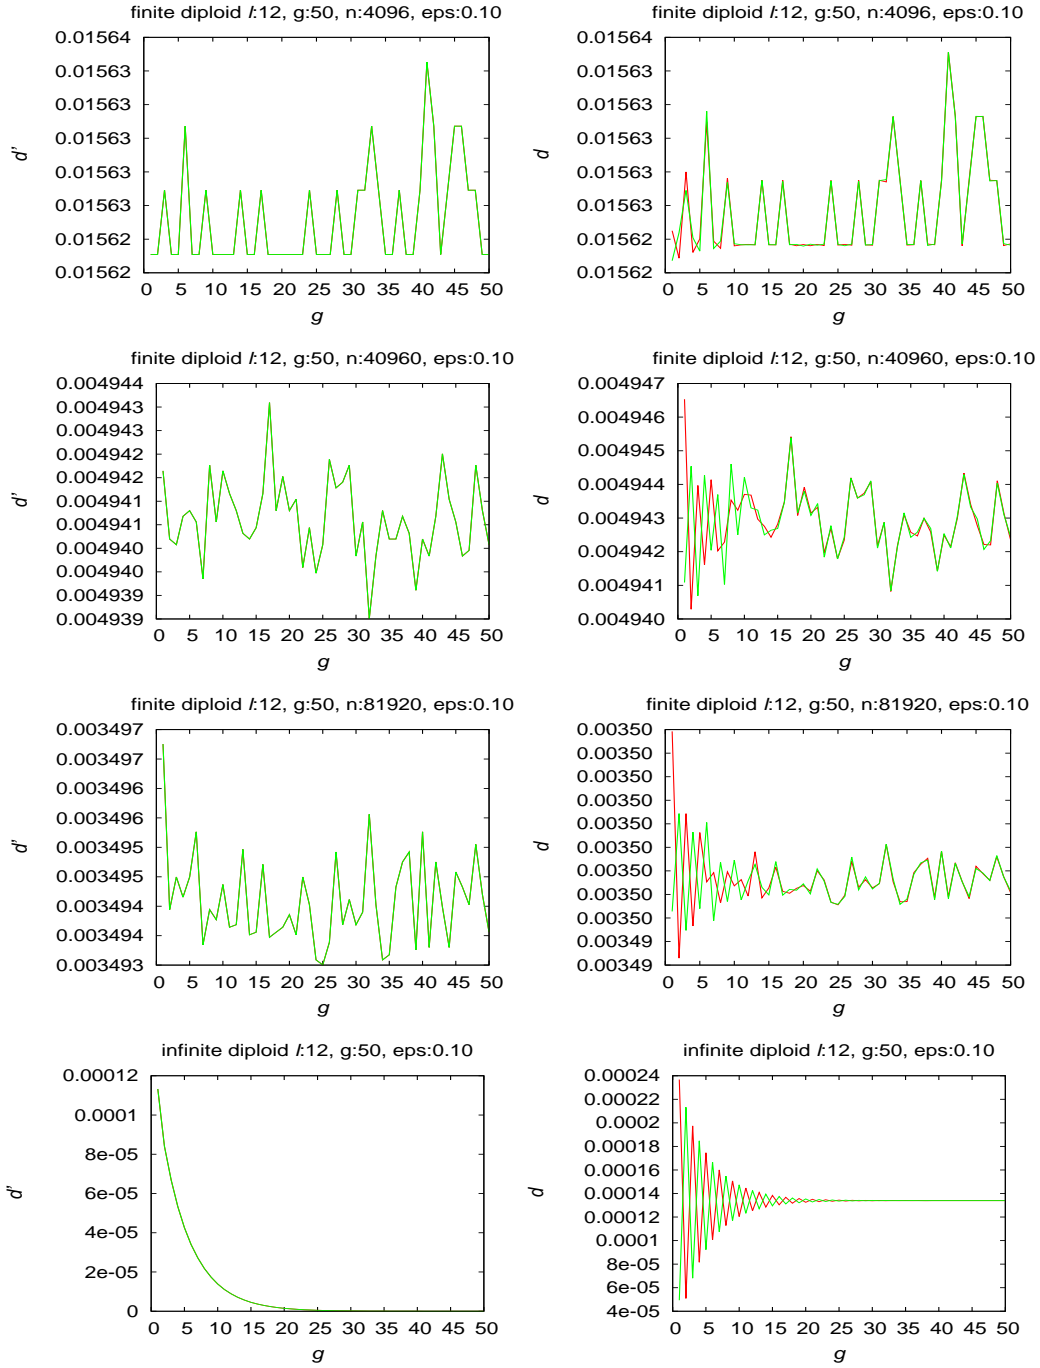 finite diploid l:12, g:50, n:4096, eps:0.10
0.01564
0.01563
0.01563
0.01563
0.01563
0.01563
0.01562
0.01562
d'
0 5 10 15 20 25 30 35 40 45 50
g
finite diploid l:12, g:50, n:4096, eps:0.10
0.01564
0.01563
0.01563
0.01563
0.01563
0.01563
0.01562
0.01562
d
0 5 10 15 20 25 30 35 40 45 50
g
finite diploid l:12, g:50, n:40960, eps:0.10
0.004944
0.004943
0.004943
0.004942
0.004942
0.004941
0.004941
0.004940
0.004940
0.004939
0.004939
d'
0 5 10 15 20 25 30 35 40 45 50
g
finite diploid l:12, g:50, n:40960, eps:0.10
0.004947
0.004946
0.004945
0.004944
0.004943
0.004942
0.004941
0.004940
d
0 5 10 15 20 25 30 35 40 45 50
g
finite diploid l:12, g:50, n:81920, eps:0.10
0.003497
0.003497
0.003496
0.003496
0.003495
0.003495
0.003494
0.003494
0.003493
d'
0 5 10 15 20 25 30 35 40 45 50
g
finite diploid l:12, g:50, n:81920, eps:0.10
0.00350
0.00350
0.00350
0.00350
0.00350
0.00350
0.00350
0.00350
0.00350
0.00349
0.00349
d
0 5 10 15 20 25 30 35 40 45 50
g
infinite diploid l:12, g:50, eps:0.10
0.00012
0.0001
8e-05
6e-05
4e-05
2e-05
0
d'
0 5 10 15 20 25 30 35 40 45 50
g
infinite diploid l:12, g:50, eps:0.10
0.00024
0.00022
0.0002
0.00018
0.00016
0.00014
0.00012
0.0001
8e-05
6e-05
4e-05
d
0 5 10 15 20 25 30 35 40 45 50
g